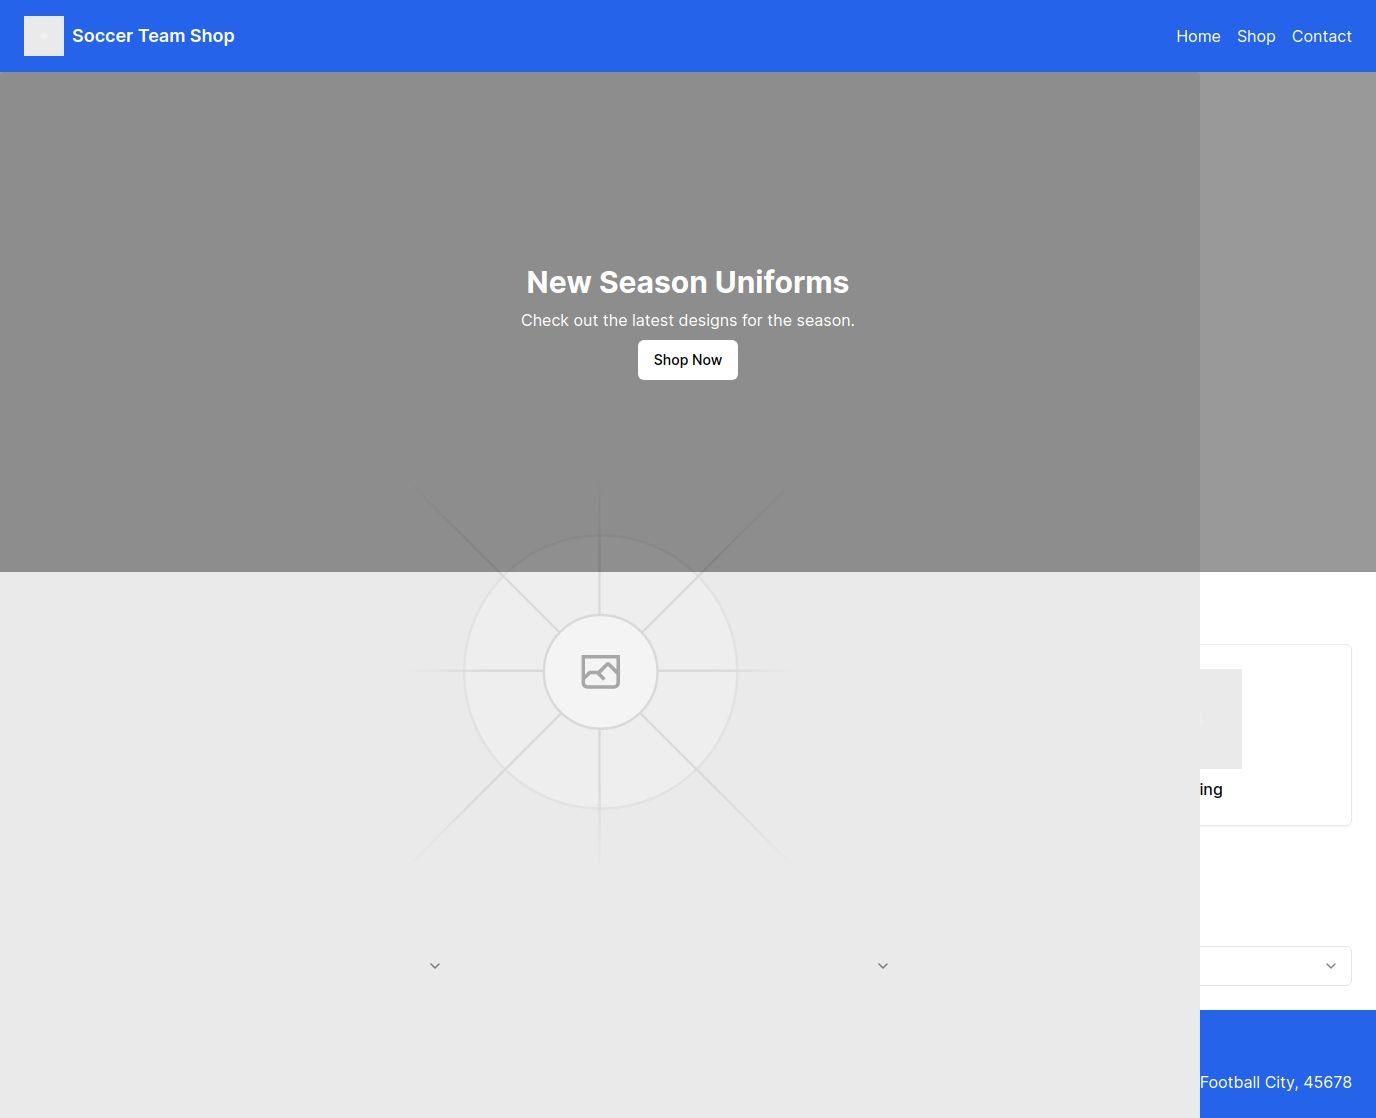 Soccer Team Shop
Home Shop Contact
New Season Uniforms
Check out the latest designs for the season.
Shop Now
ing
Football City, 45678